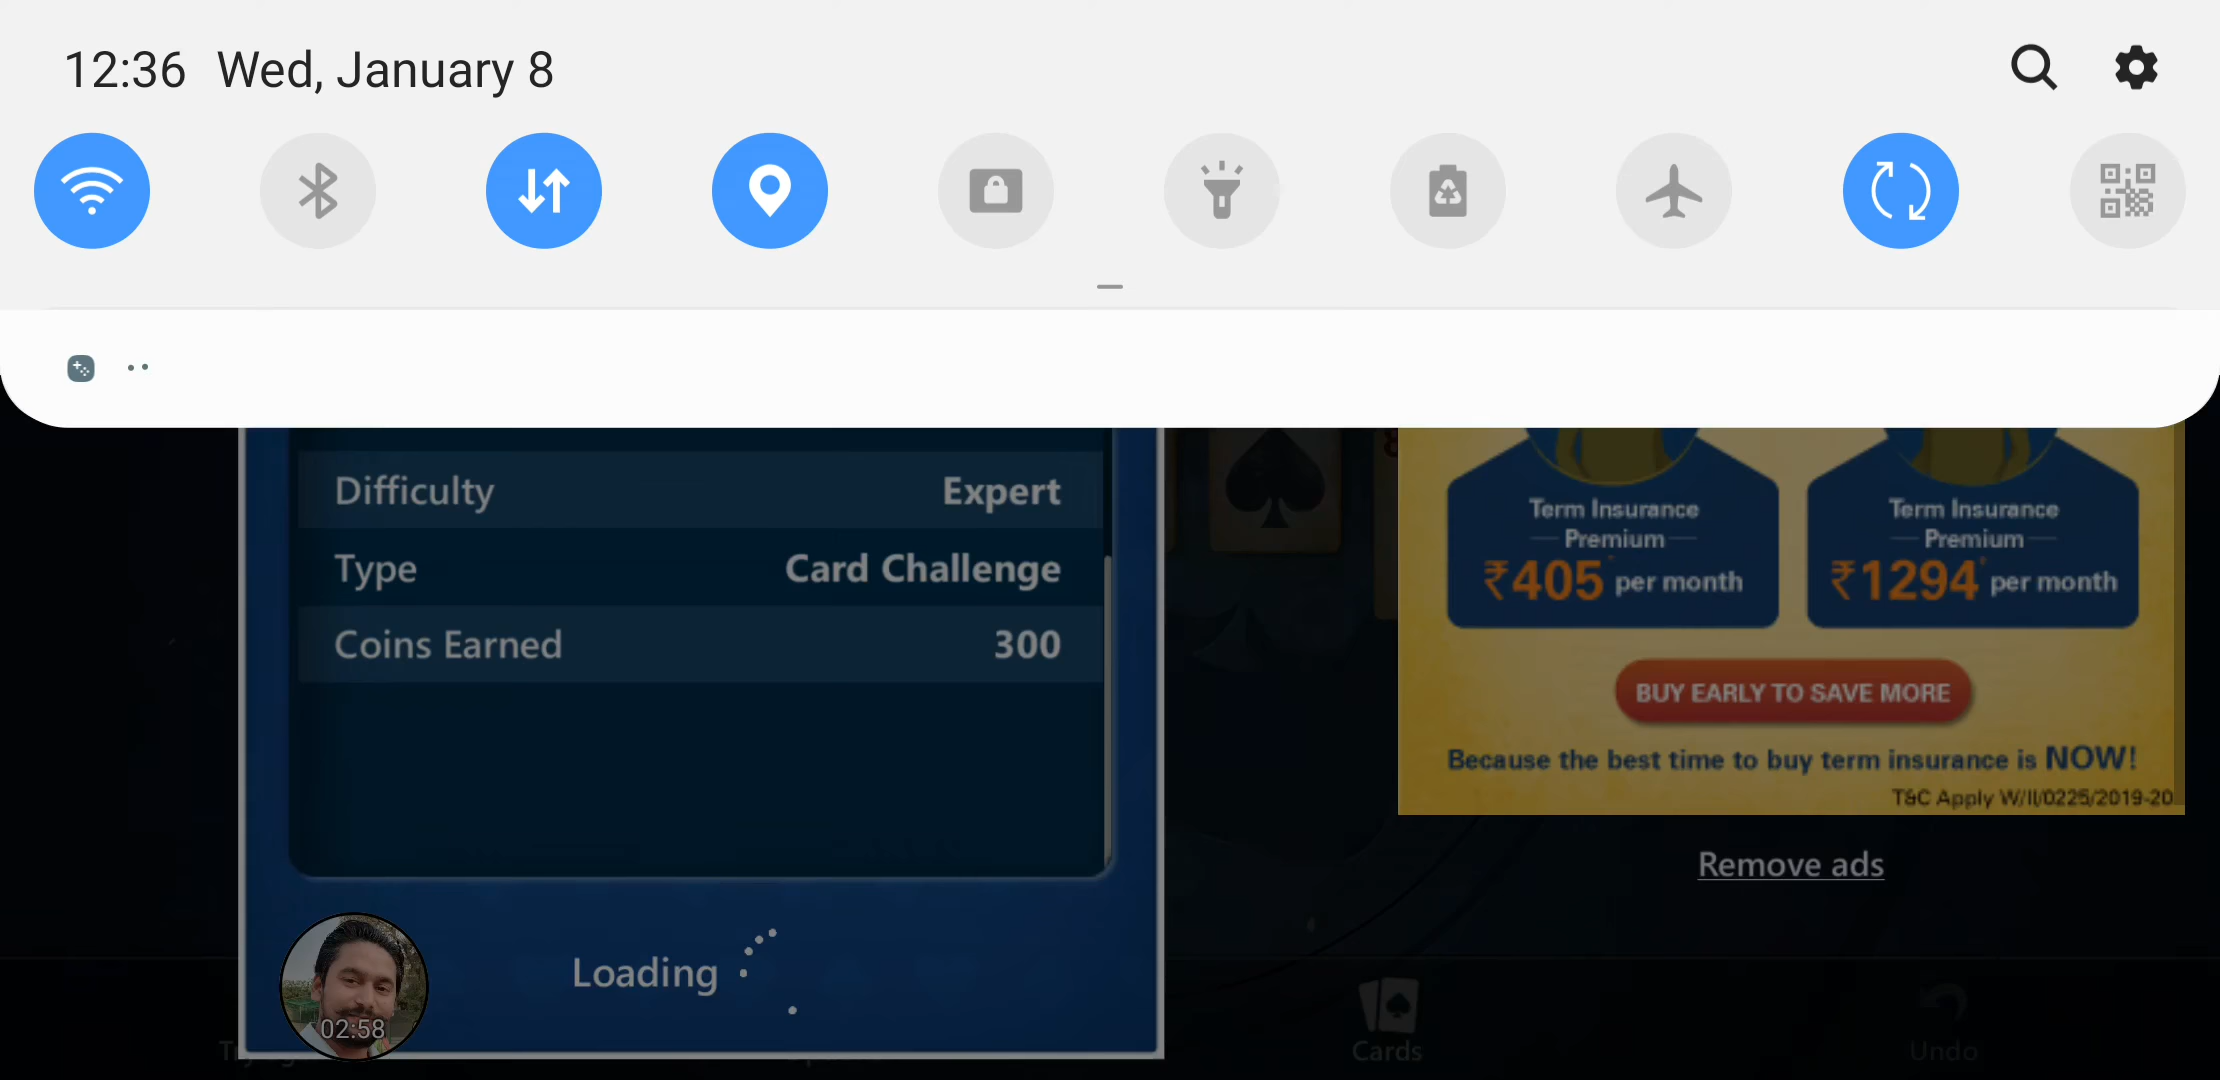 12:36 Wed, January 8
Difficulty Expert
Type Card Challenge
Coins Earned 300
Loading
02:58
Term Insurance
Premium
₹405* per month
Term Insurance
Premium
₹1294* per month
BUY EARLY TO SAVE MORE
Because the best time to buy term insurance is NOW!
T&C Apply W/II/0225/2019-20
Remove ads
Cards
Undo